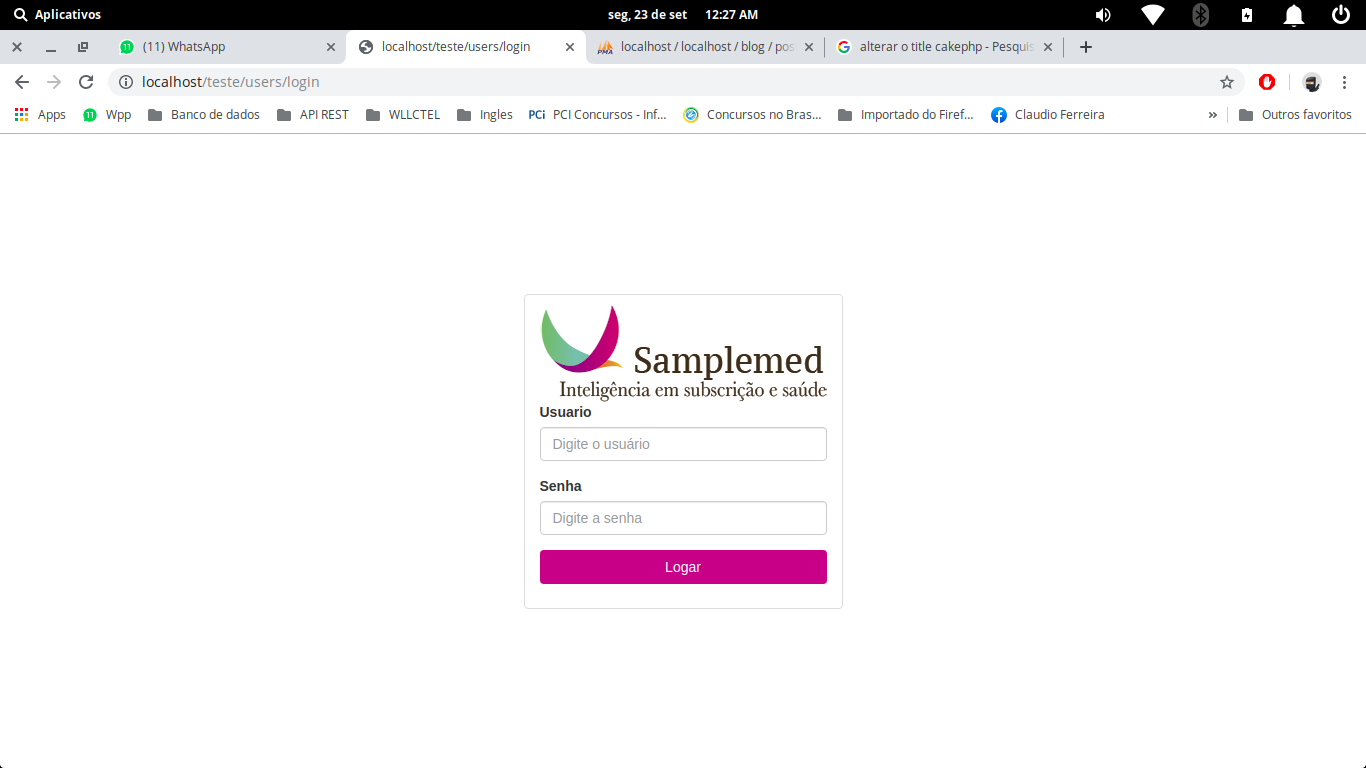 Aplicativos seg, 23 de set 12:27 AM
(11) WhatsApp localhost/teste/users/login localhost / localhost / blog / pos alterar o title cakephp - Pesquis
localhost/teste/users/login
Apps 11 Wpp Banco de dados API REST WLLCTEL Ingles PCi PCI Concursos - Inf... Concursos no Bras... Importado do Firef... Claudio Ferreira » Outros favoritos
Samplemed
Inteligência em subscrição e saúde
Usuario
Digite o usuário
Senha
Digite a senha
Logar